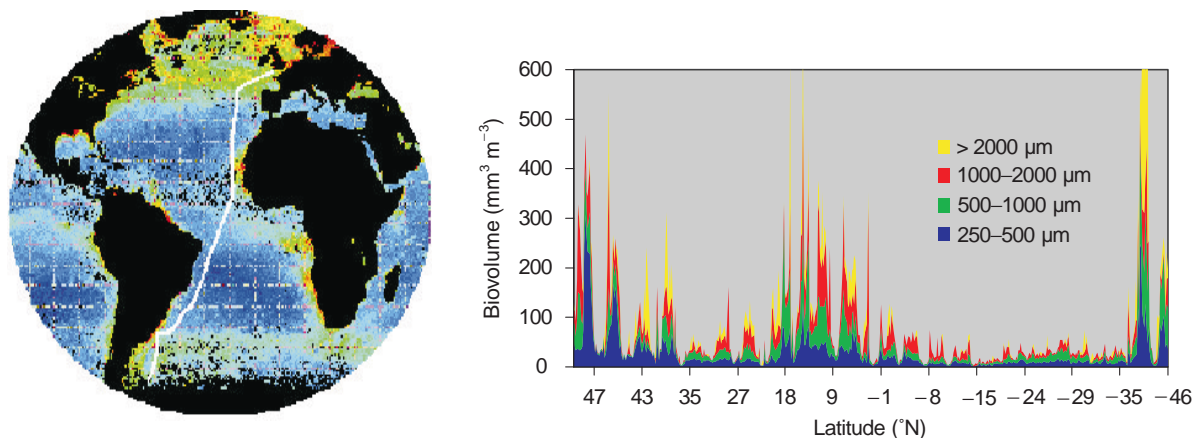 600
500
400
300
200
100
0
Biovolume (mm³ m⁻³)
> 2000 µm
1000–2000 µm
500–1000 µm
250–500 µm
47 43 35 27 18 9 −1 −8 −15 −24 −29 −35 −46
Latitude (°N)